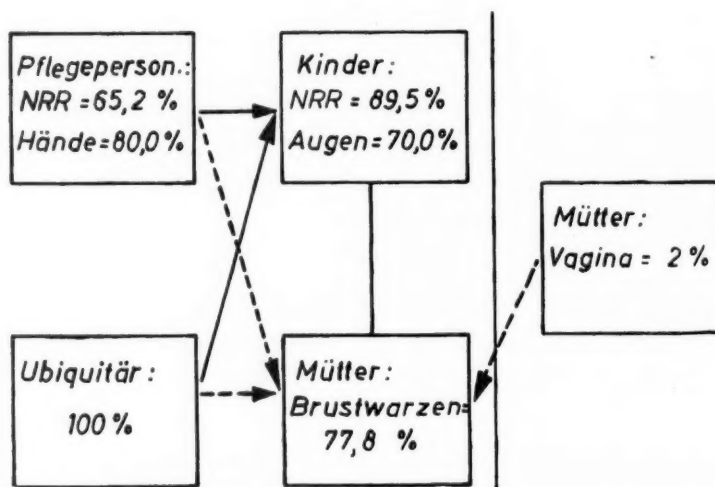 Pflegeperson.:
NRR = 65,2 %
Hände = 80,0%
Kinder:
NRR = 89,5%
Augen = 70,0%
Mütter:
Vagina = 2 %
Ubiquitär:
100 %
Mütter:
Brustwarzen=
77,8 %